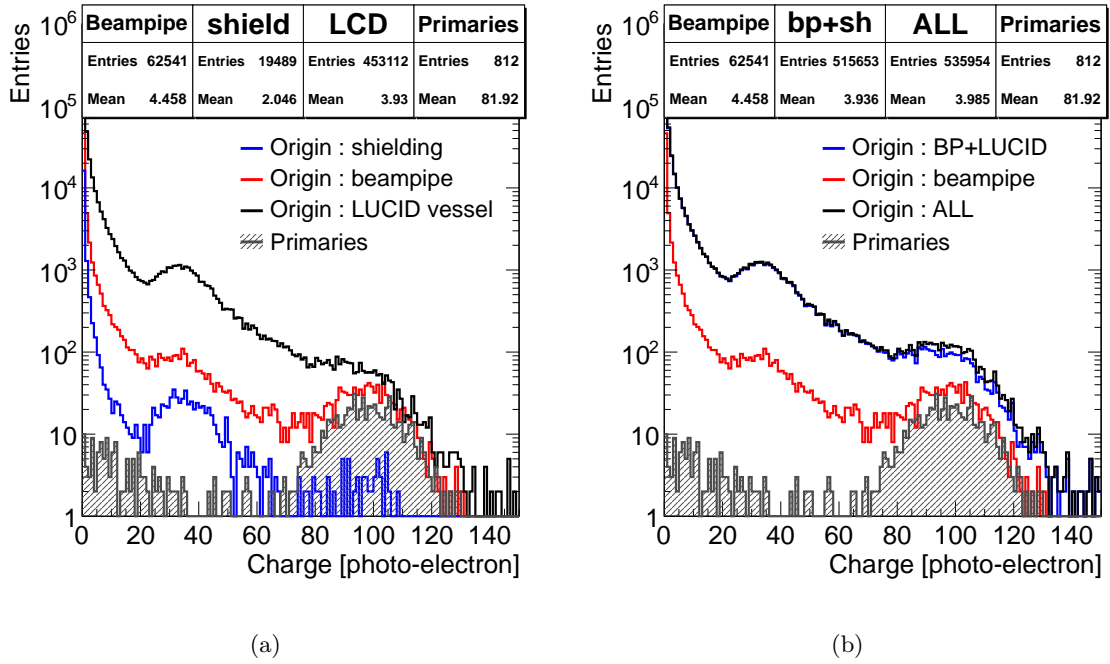 Beampipe shield LCD Primaries
Entries 62541 Entries 19489 Entries 453112 Entries 812
Mean 4.458 Mean 2.046 Mean 3.93 Mean 81.92
Origin : shielding
Origin : beampipe
Origin : LUCID vessel
Primaries
Entries
10^6
10^5
10^4
10^3
10^2
10
1
0 20 40 60 80 100 120 140
Charge [photo-electron]
(a)
Beampipe bp+sh ALL Primaries
Entries 62541 Entries 515653 Entries 535954 Entries 812
Mean 4.458 Mean 3.936 Mean 3.985 Mean 81.92
Origin : BP+LUCID
Origin : beampipe
Origin : ALL
Primaries
Entries
10^6
10^5
10^4
10^3
10^2
10
1
0 20 40 60 80 100 120 140
Charge [photo-electron]
(b)